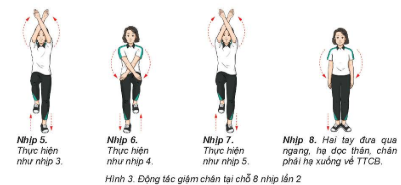 Nhịp 5.
Thực hiện
như nhịp 3.
Nhịp 6.
Thực hiện
như nhịp 4.
Nhịp 7.
Thực hiện
như nhịp 5.
Nhịp 8. Hai tay đưa qua
ngang, hạ dọc thân, chân
phải hạ xuống về TTCB.
Hình 3. Động tác giậm chân tại chỗ 8 nhịp lần 2